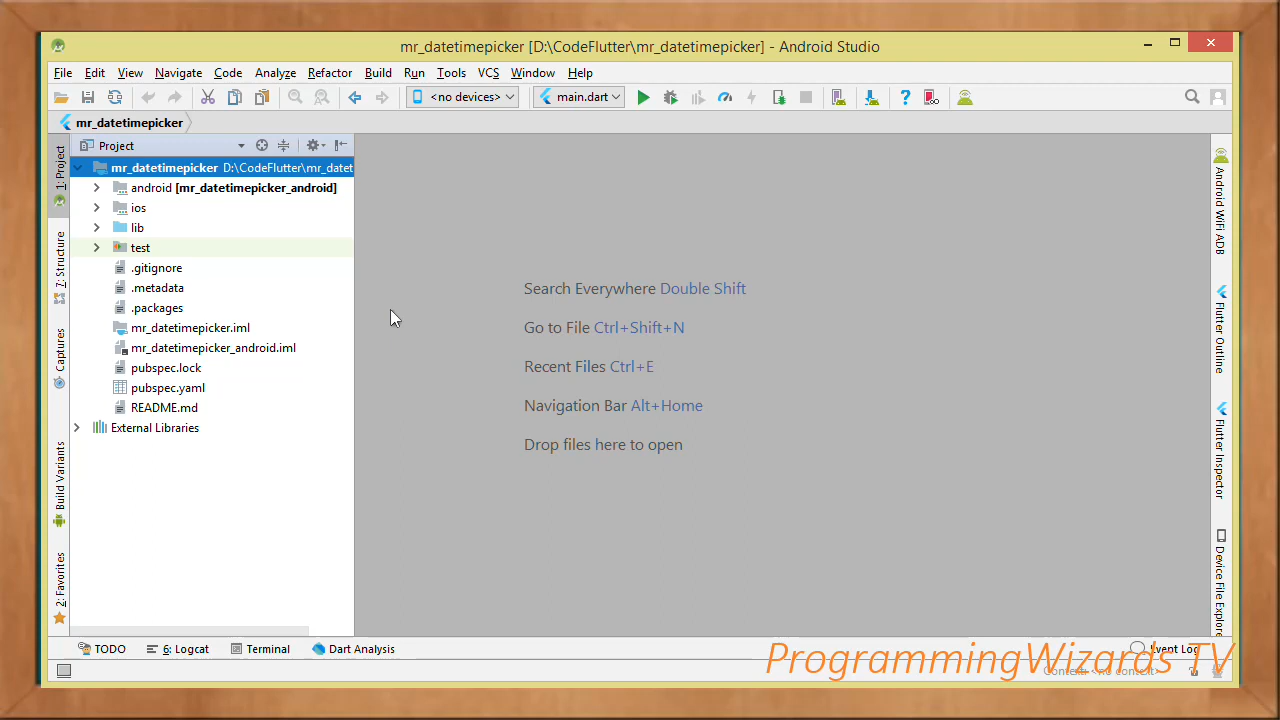 mr_datetimepicker [D:\CodeFlutter\mr_datetimepicker] - Android Studio
File Edit View Navigate Code Analyze Refactor Build Run Tools VCS Window Help
<no devices> main.dart
mr_datetimepicker
Project
mr_datetimepicker D:\CodeFlutter\mr_datet
android [mr_datetimepicker_android]
ios
lib
test
.gitignore
.metadata
.packages
mr_datetimepicker.iml
mr_datetimepicker_android.iml
pubspec.lock
pubspec.yaml
README.md
External Libraries
1: Project
7: Structure
Captures
Build Variants
2: Favorites
Search Everywhere Double Shift
Go to File Ctrl+Shift+N
Recent Files Ctrl+E
Navigation Bar Alt+Home
Drop files here to open
Android WiFi ADB
Flutter Outline
Flutter Inspector
Device File Explore
TODO 6: Logcat Terminal Dart Analysis Event Log
ProgrammingWizards TV
Context: <no context>